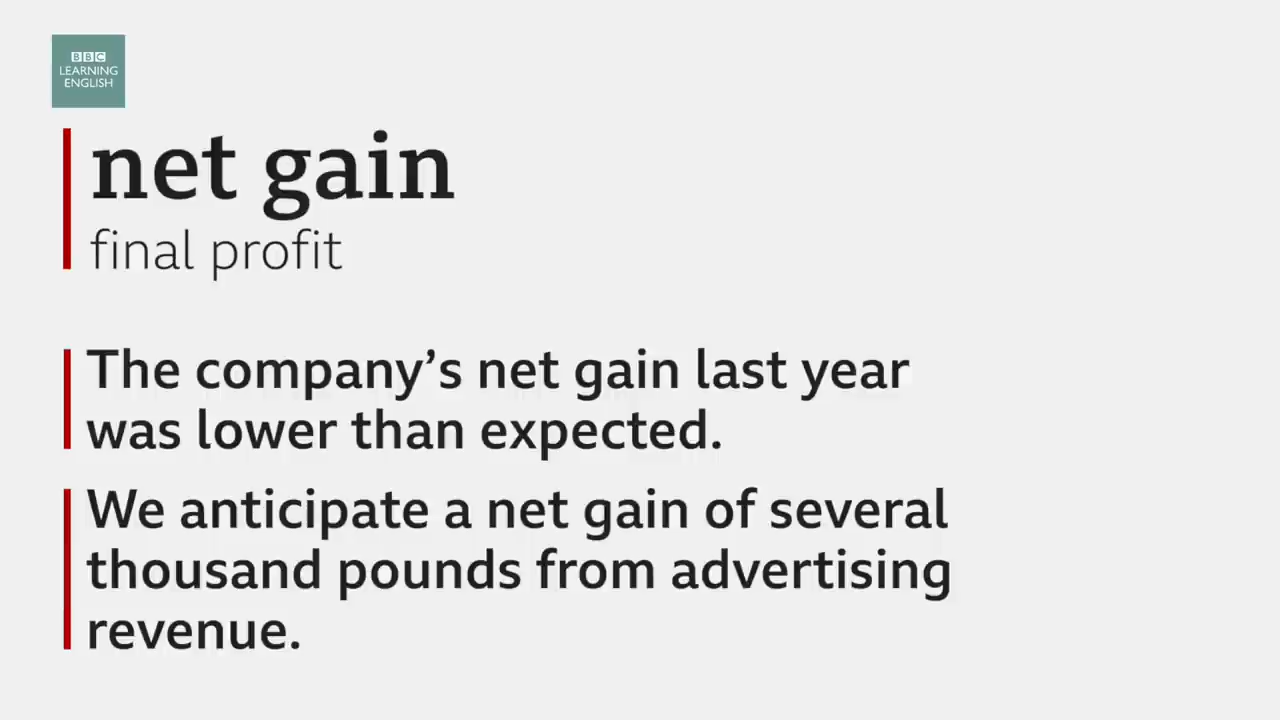 BBC
LEARNING
ENGLISH
net gain
final profit
The company’s net gain last year
was lower than expected.
We anticipate a net gain of several
thousand pounds from advertising
revenue.